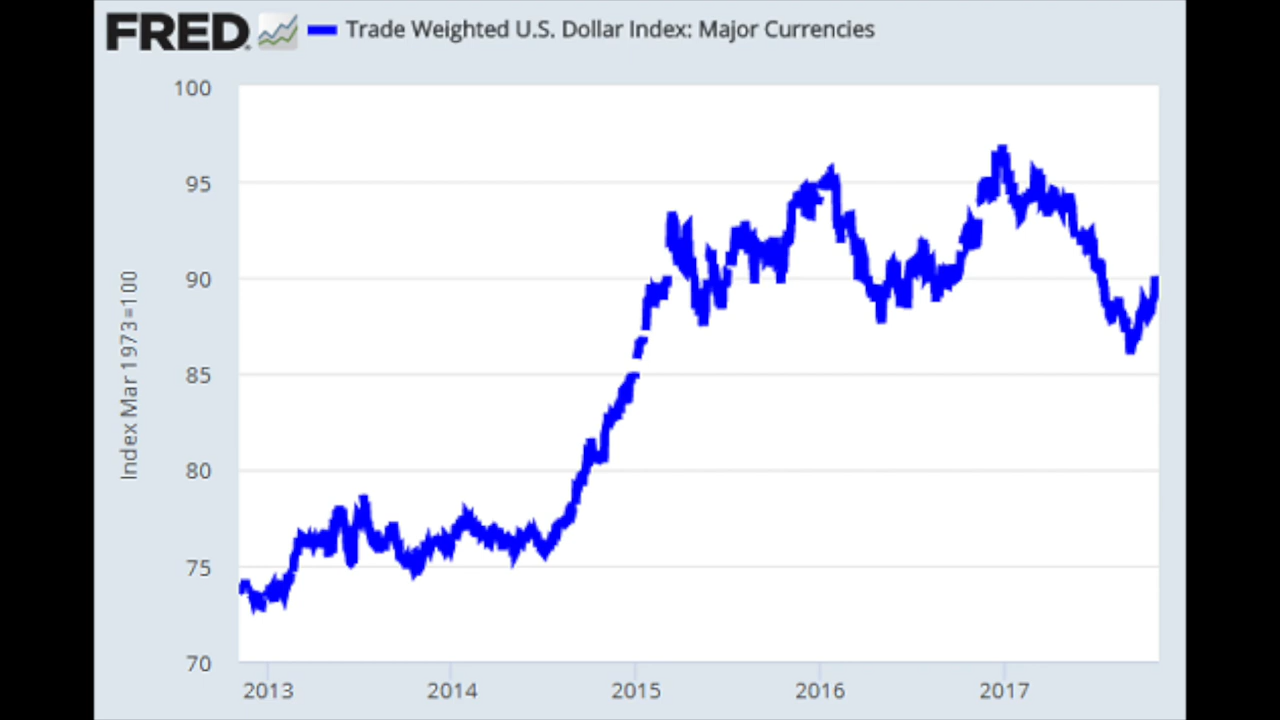 FRED Trade Weighted U.S. Dollar Index: Major Currencies
100
95
90
85
80
75
70
Index Mar 1973=100
2013 2014 2015 2016 2017